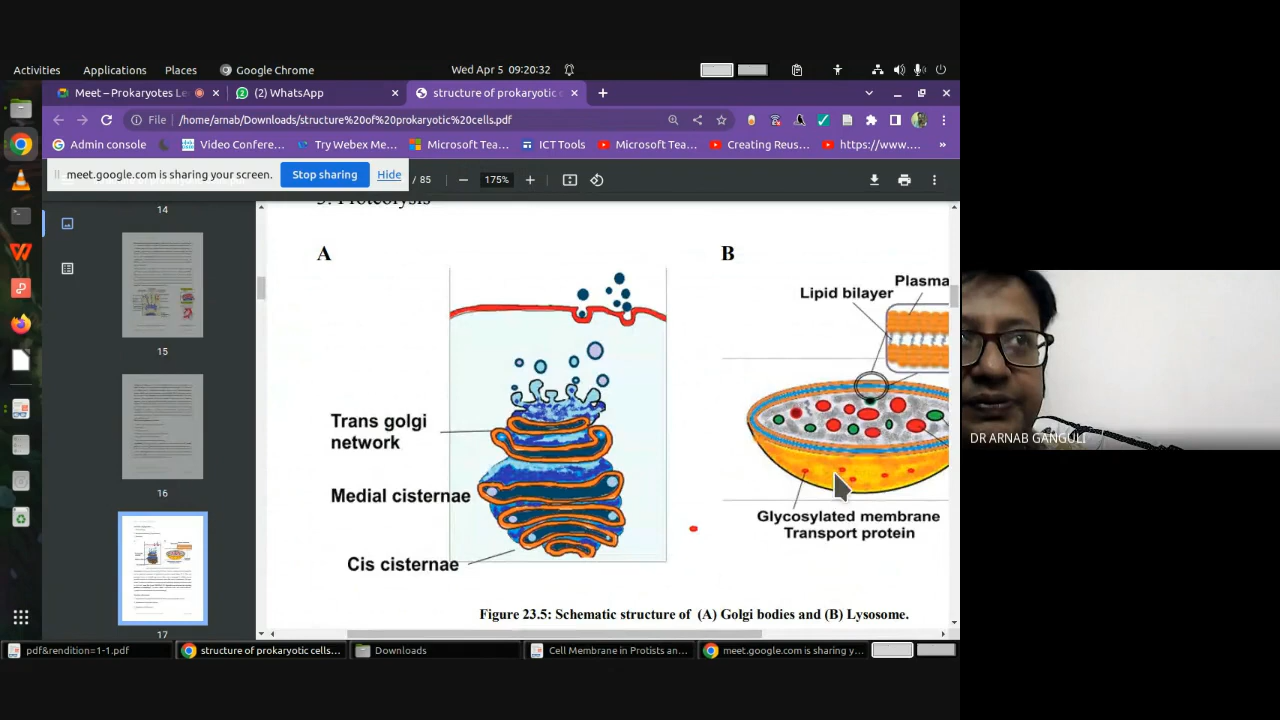 Activities Applications Places Google Chrome Wed Apr 5 09:20:32
Meet – Prokaryotes Le × (2) WhatsApp × structure of prokaryotic c ×
File /home/arnab/Downloads/structure%20of%20prokaryotic%20cells.pdf
Admin console Video Confere... Try Webex Me... Microsoft Tea... ICT Tools Microsoft Tea... Creating Reus... https://www....
meet.google.com is sharing your screen. Stop sharing Hide / 85 175%
14
15
16
17
3. Proteolysis
A
B
Plasma
Lipid bilayer
Trans golgi
network
Medial cisternae
Cis cisternae
Glycosylated membrane
Transport protein
Figure 23.5: Schematic structure of (A) Golgi bodies and (B) Lysosome.
DR ARNAB GANGULI
pdf&rendition=1-1.pdf structure of prokaryotic cells... Downloads Cell Membrane in Protists an... meet.google.com is sharing y...